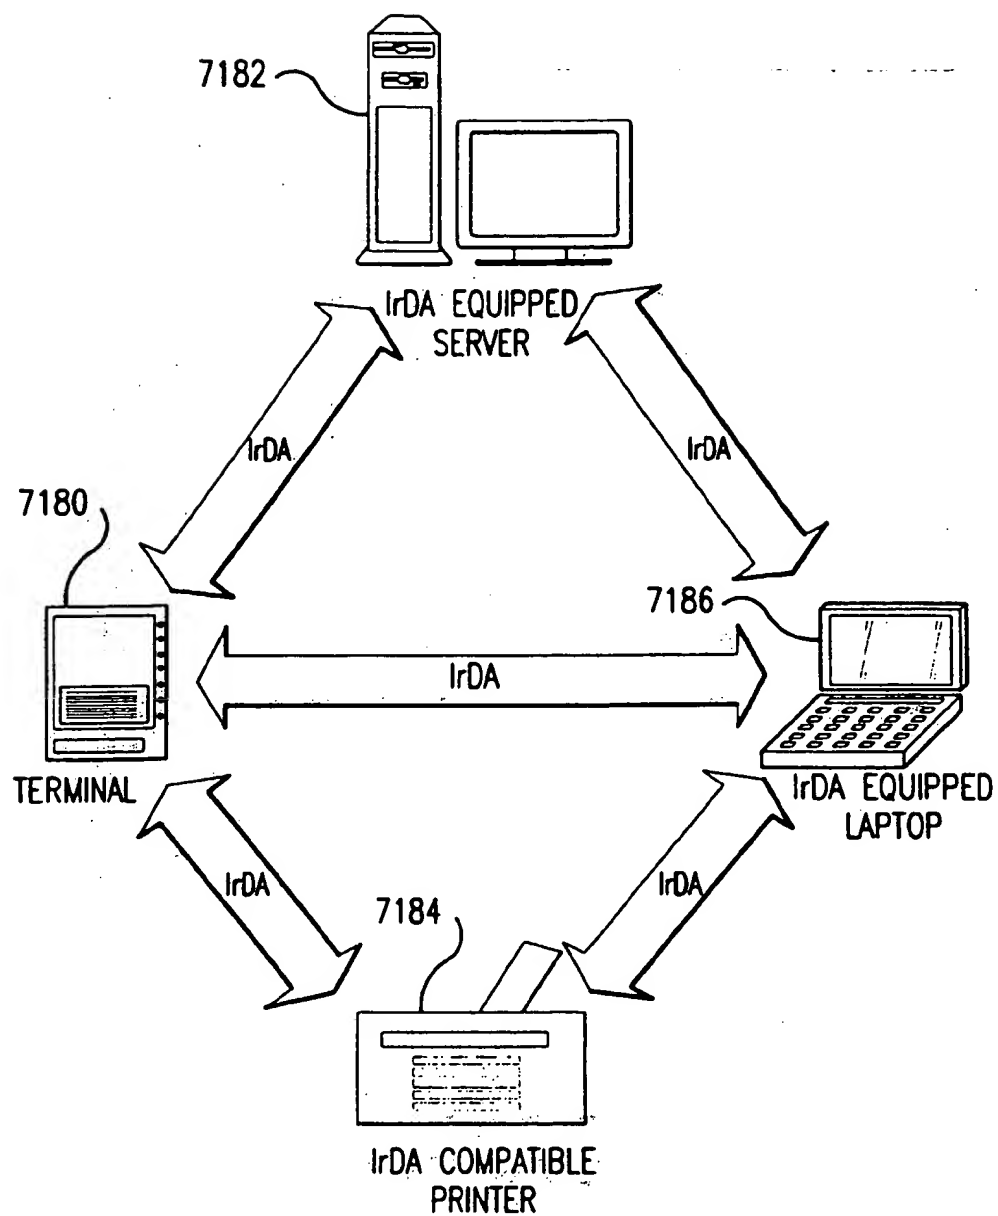 7182
IrDA EQUIPPED
SERVER
IrDA
IrDA
7180
7186
IrDA
TERMINAL
IrDA EQUIPPED
LAPTOP
IrDA
IrDA
7184
IrDA COMPATIBLE
PRINTER